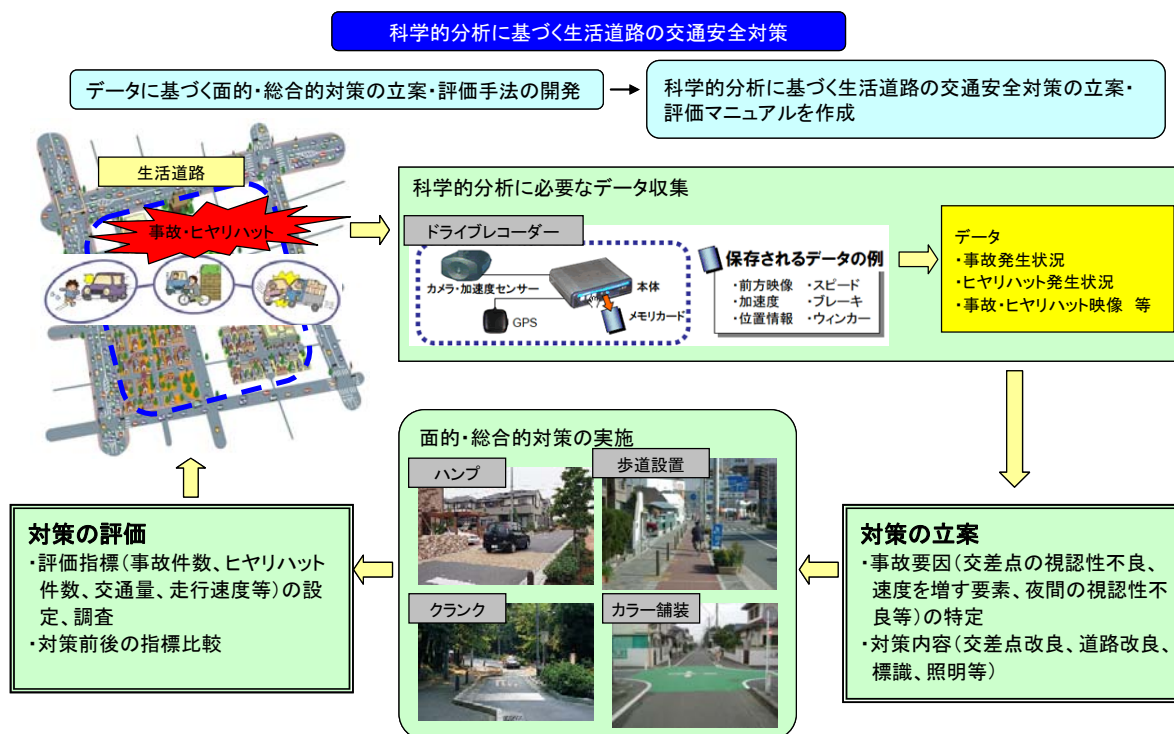 科学的分析に基づく生活道路の交通安全対策
データに基づく面的・総合的対策の立案・評価手法の開発
科学的分析に基づく生活道路の交通安全対策の立案・
評価マニュアルを作成
生活道路
事故・ヒヤリハット
科学的分析に必要なデータ収集
ドライブレコーダー
カメラ・加速度センサー
本体
GPS
メモリカード
保存されるデータの例
・前方映像 ・スピード
・加速度 ・ブレーキ
・位置情報 ・ウィンカー
データ
・事故発生状況
・ヒヤリハット発生状況
・事故・ヒヤリハット映像 等
対策の立案
・事故要因(交差点の視認性不良、
速度を増す要素、夜間の視認性不
良等)の特定
・対策内容(交差点改良、道路改良、
標識、照明等)
面的・総合的対策の実施
ハンプ
歩道設置
クランク
カラー舗装
対策の評価
・評価指標(事故件数、ヒヤリハット
件数、交通量、走行速度等)の設
定、調査
・対策前後の指標比較